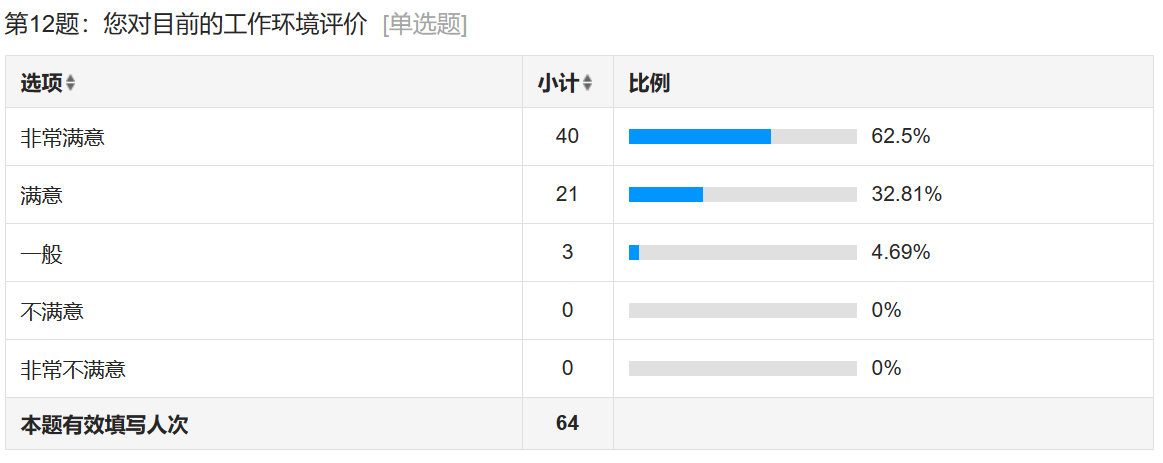 第12题：您对目前的工作环境评价 [单选题]
选项 小计 比例
非常满意 40 62.5%
满意 21 32.81%
一般 3 4.69%
不满意 0 0%
非常不满意 0 0%
本题有效填写人次 64